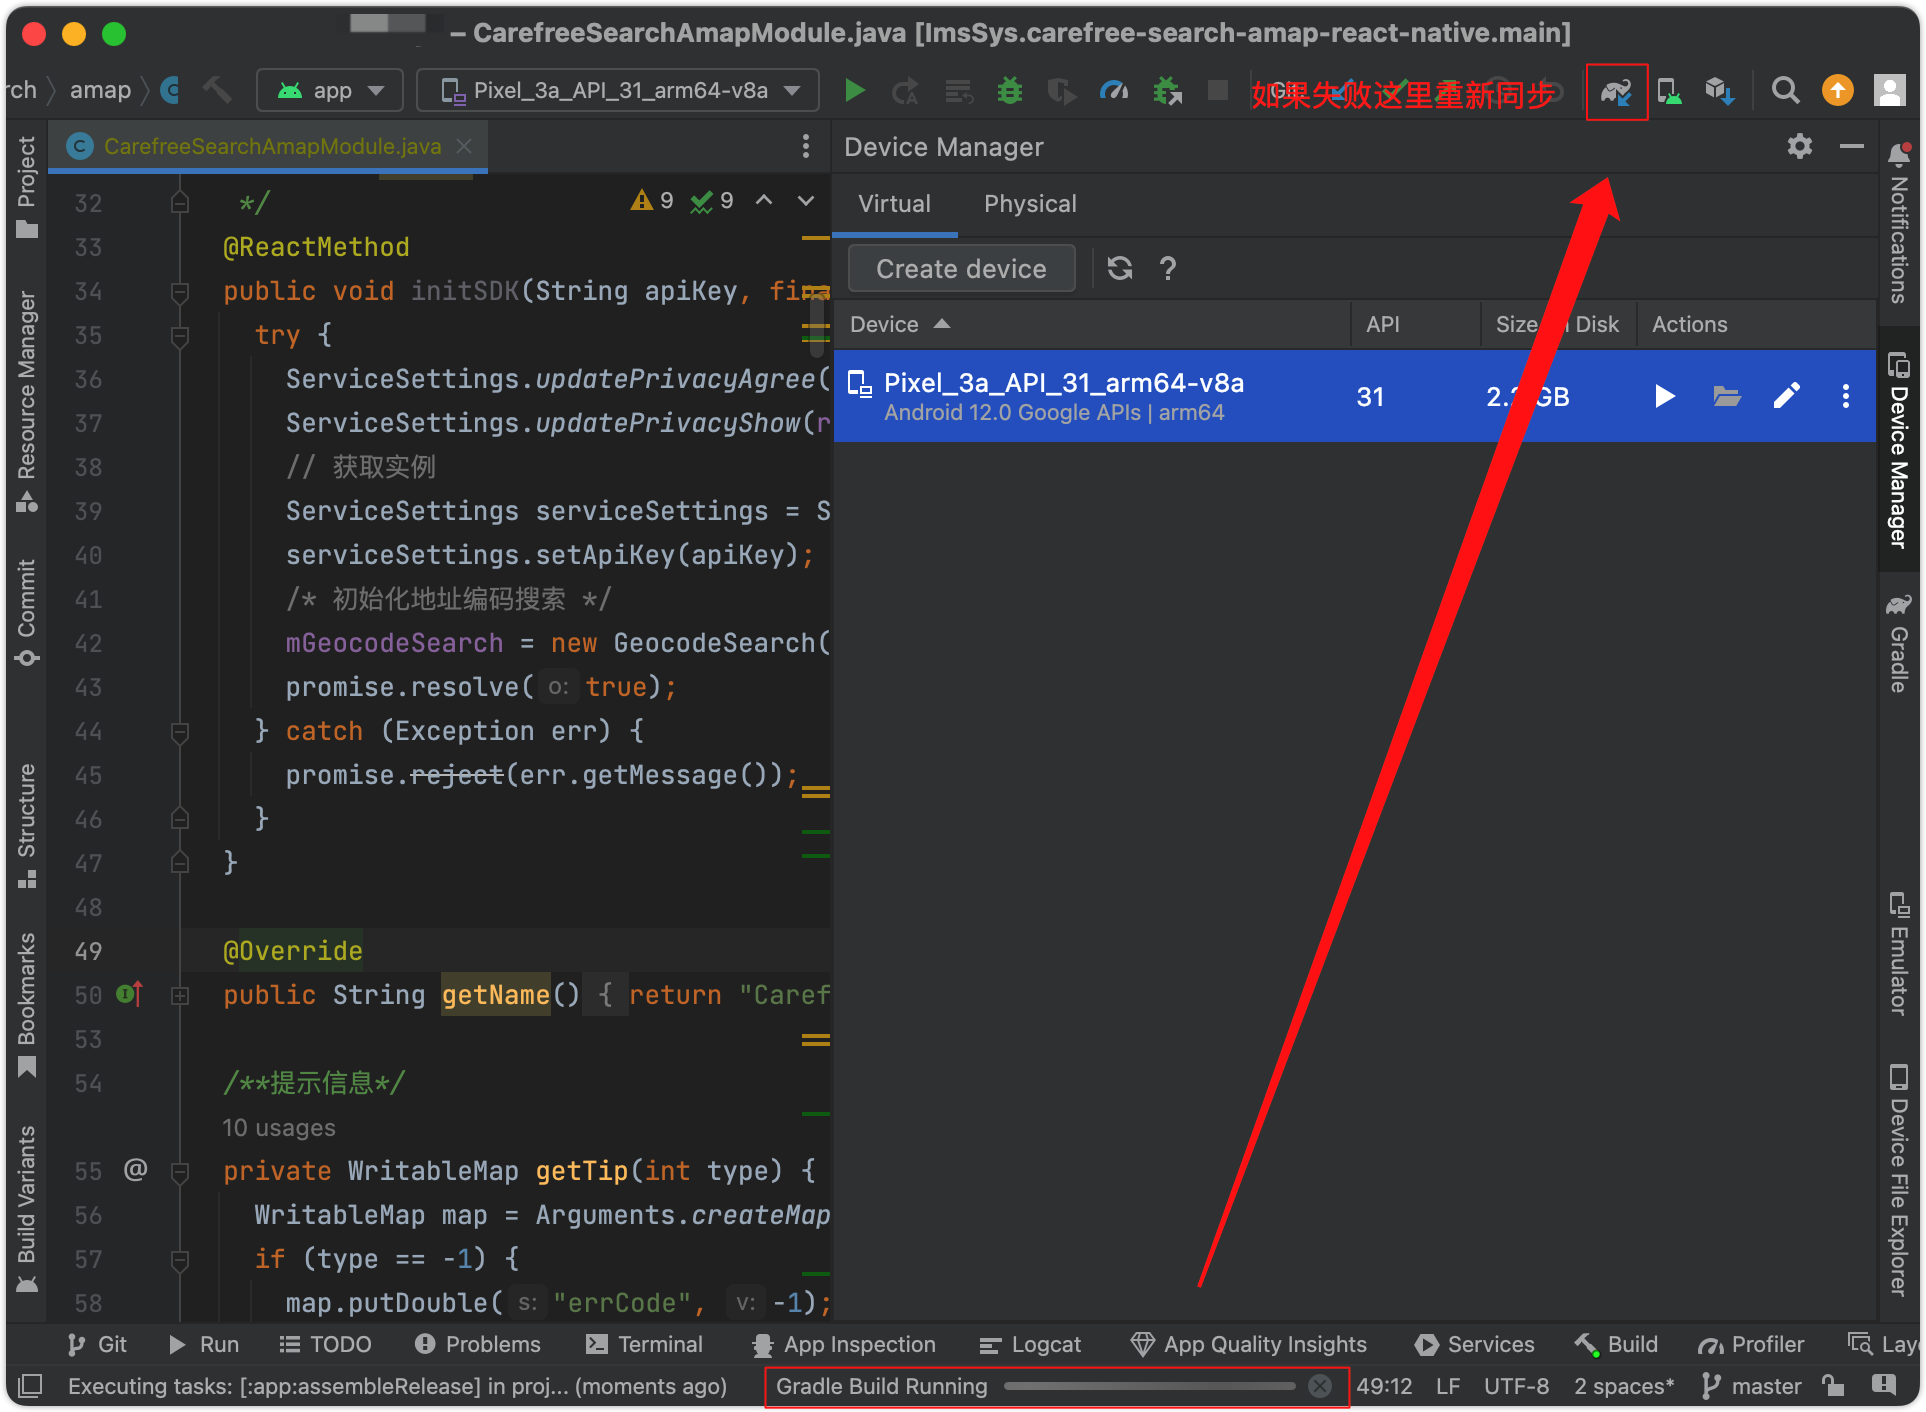 – CarefreeSearchAmapModule.java [ImsSys.carefree-search-amap-react-native.main]
rch
amap
C
app
Pixel_3a_API_31_arm64-v8a
如果失败这里重新同步
Project
Resource Manager
Commit
Structure
Bookmarks
Build Variants
C CarefreeSearchAmapModule.java
9 9
32 */
33 @ReactMethod
34 public void initSDK(String apiKey, fina
35 try {
36 ServiceSettings.updatePrivacyAgree(
37 ServiceSettings.updatePrivacyShow(r
38 // 获取实例
39 ServiceSettings serviceSettings = S
40 serviceSettings.setApiKey(apiKey);
41 /* 初始化地址编码搜索 */
42 mGeocodeSearch = new GeocodeSearch(
43 promise.resolve( o: true);
44 } catch (Exception err) {
45 promise.reject(err.getMessage());
46 }
47 }
48
49 @Override
50 public String getName() { return "Caref
53
54 /**提示信息*/
10 usages
55 @ private WritableMap getTip(int type) {
56 WritableMap map = Arguments.createMap
57 if (type == -1) {
58 map.putDouble( s: "errCode", v: -1);
Device Manager
Virtual Physical
Create device ?
Device API Size Disk Actions
Pixel_3a_API_31_arm64-v8a 31 GB
Android 12.0 Google APIs | arm64
Notifications
Device Manager
Gradle
Emulator
Device File Explorer
Git Run TODO Problems Terminal App Inspection Logcat App Quality Insights Services Build Profiler Layo
Executing tasks: [:app:assembleRelease] in proj... (moments ago) Gradle Build Running 49:12 LF UTF-8 2 spaces* master